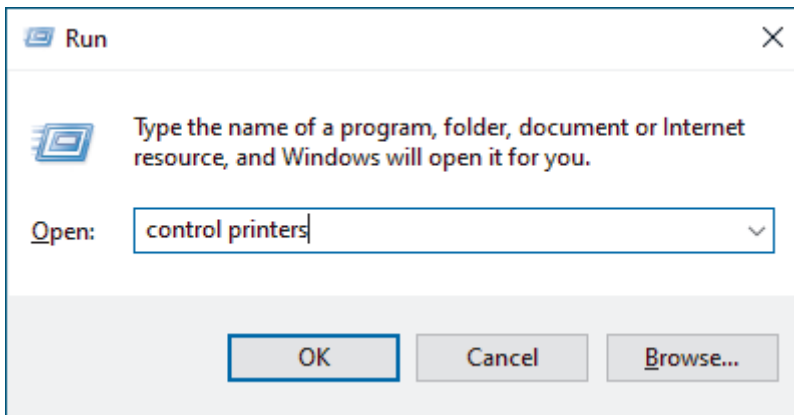 Run
Type the name of a program, folder, document or Internet
resource, and Windows will open it for you.
Open: control printers
OK Cancel Browse...